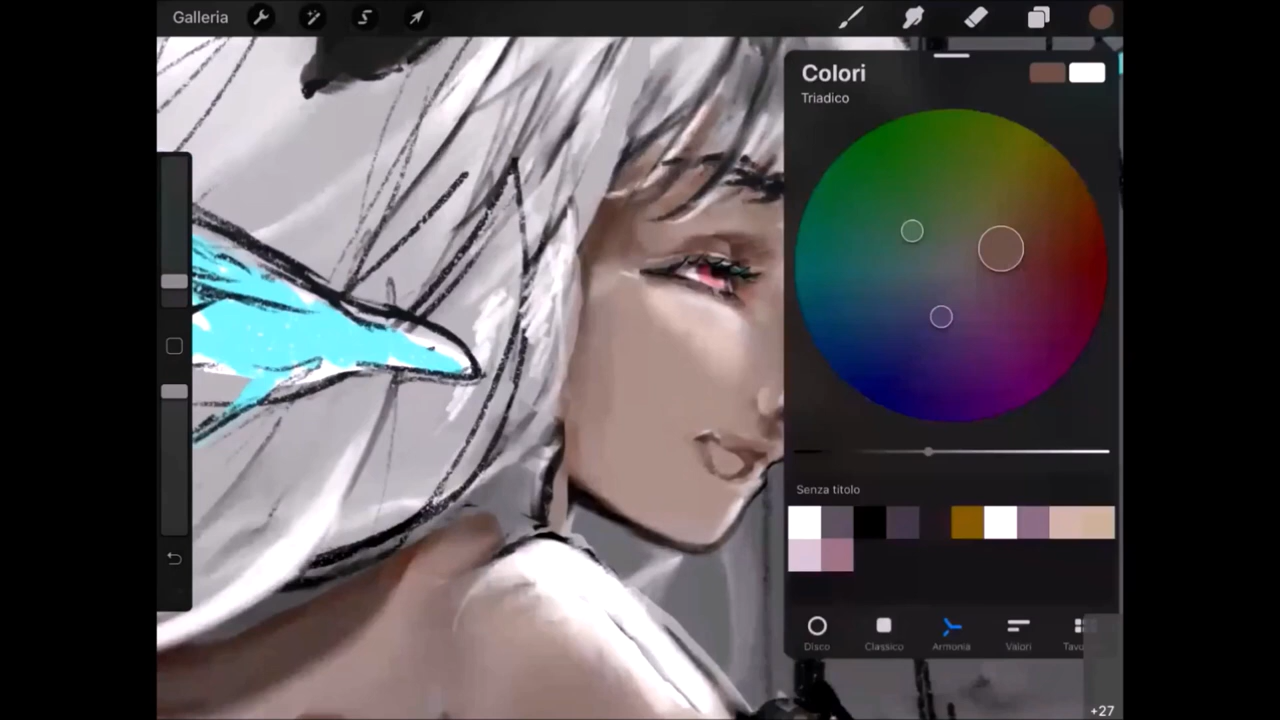 Galleria
Colori
Triadico
Senza titolo
Disco
Classico
Armonia
Valori
+27